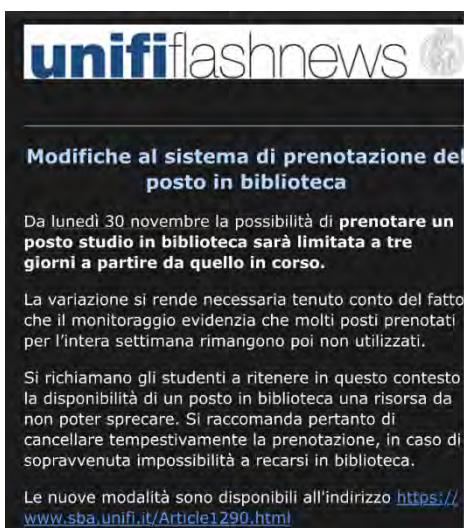 unififlashnews
Modifiche al sistema di prenotazione del
posto in biblioteca
Da lunedì 30 novembre la possibilità di prenotare un
posto studio in biblioteca sarà limitata a tre
giorni a partire da quello in corso.
La variazione si rende necessaria tenuto conto del fatto
che il monitoraggio evidenzia che molti posti prenotati
per l'intera settimana rimangono poi non utilizzati.
Si richiamano gli studenti a ritenere in questo contesto
la disponibilità di un posto in biblioteca una risorsa da
non poter sprecare. Si raccomanda pertanto di
cancellare tempestivamente la prenotazione, in caso di
sopravvenuta impossibilità a recarsi in biblioteca.
Le nuove modalità sono disponibili all'indirizzo https://
www.sba.unifi.it/Article1290.html